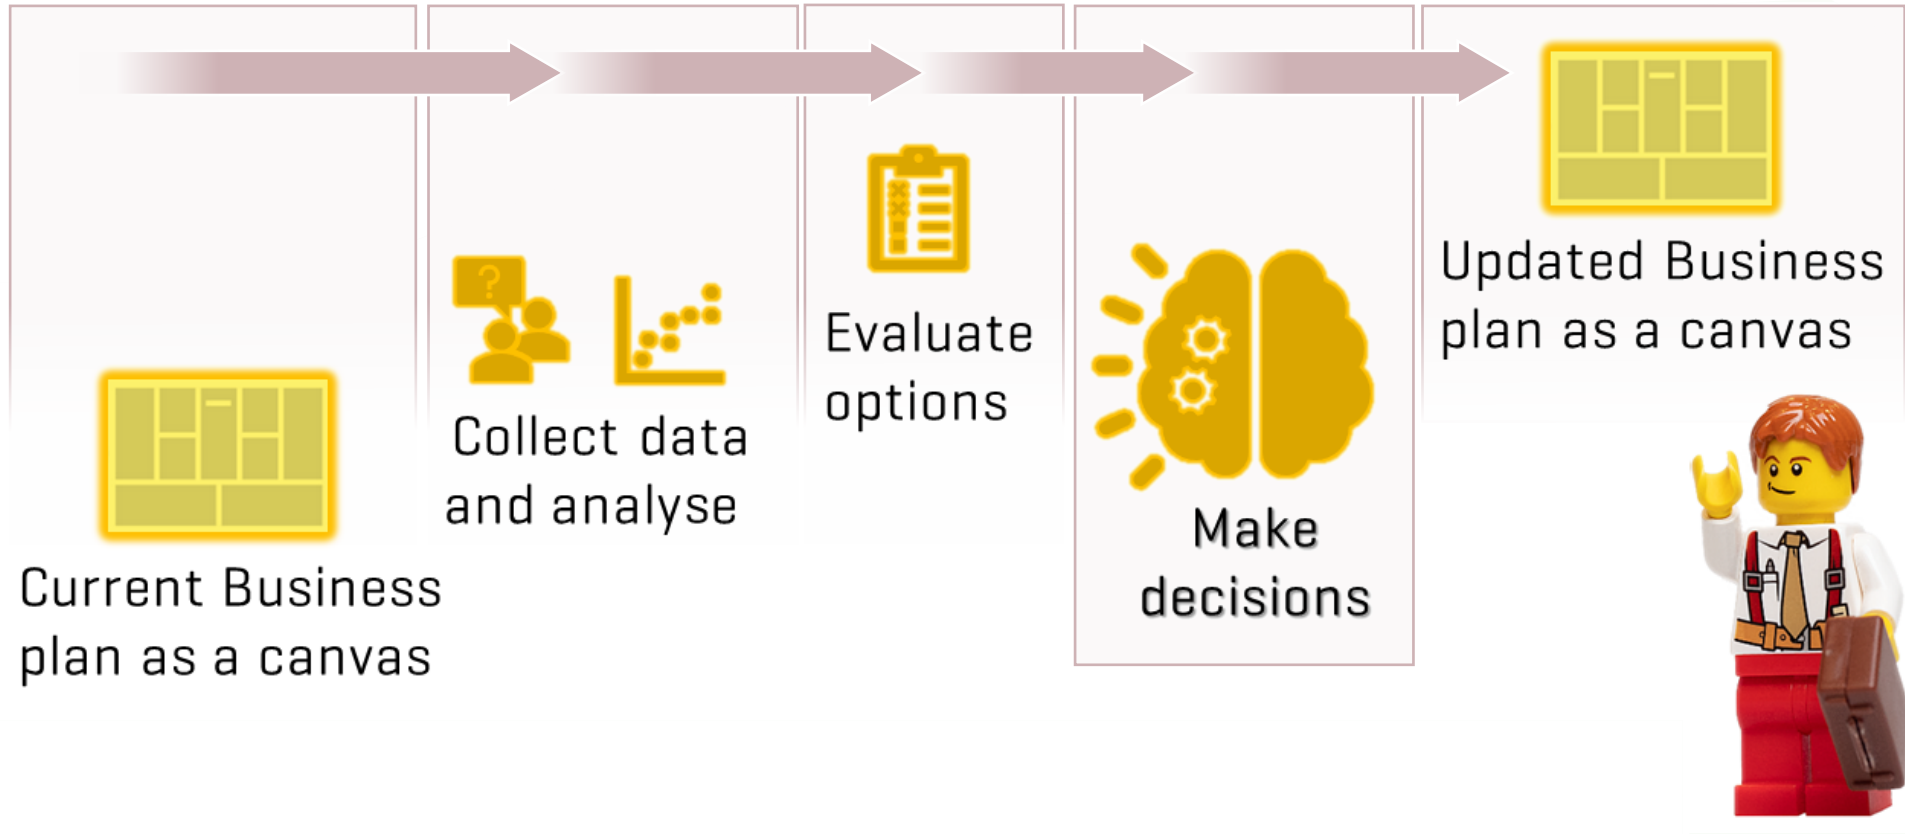 Current Business
plan as a canvas
?
Collect data
and analyse
Evaluate
options
Make
decisions
Updated Business
plan as a canvas